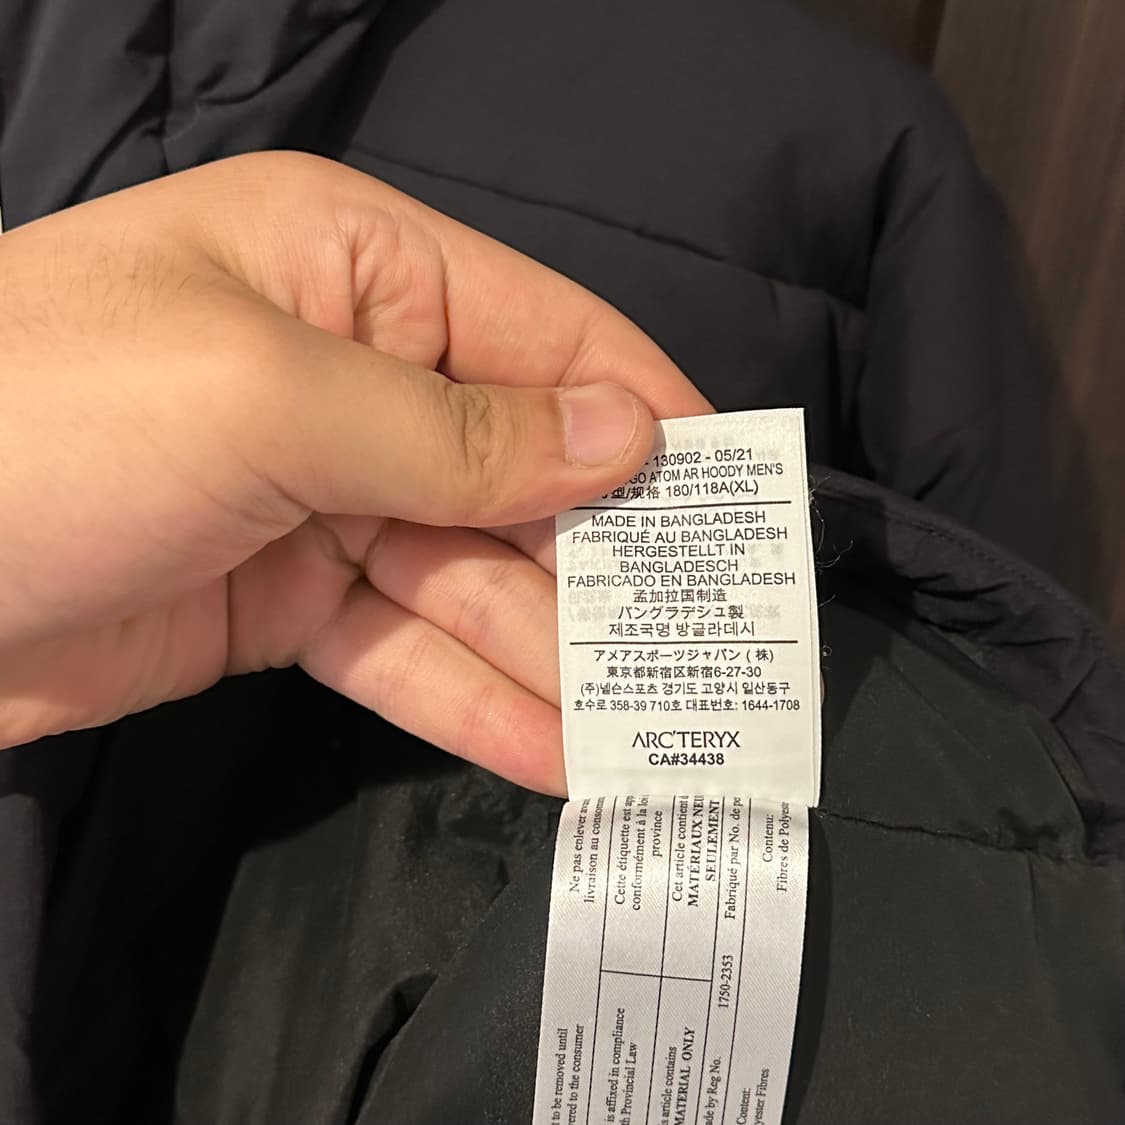 - 130902 - 05/21
GO ATOM AR HOODY MEN'S
型/规格 180/118A(XL)
MADE IN BANGLADESH
FABRIQUÉ AU BANGLADESH
HERGESTELLT IN
BANGLADESCH
FABRICADO EN BANGLADESH
孟加拉国制造
バングラデシュ製
제조국명 방글라데시
アメアスポーツジャパン (株)
東京都新宿区新宿6-27-30
(주)넬슨스포츠 경기도 고양시 일산동구
호수로 358-39 710호 대표번호: 1644-1708
ARC'TERYX
CA#34438
Ne pas enlever
livraison au
Cette étiquette est
conformément à la loi
province
Cet article contient
MATÉRIAUX
SEULEMENT
Fabriqué par No. de
Contenu:
Fibres de
to be removed until
to the consumer
is affixed in compliance
Provincial Law
article contains
MATERIAL ONLY
by Reg No.
1750-2353
Content:
Fibres